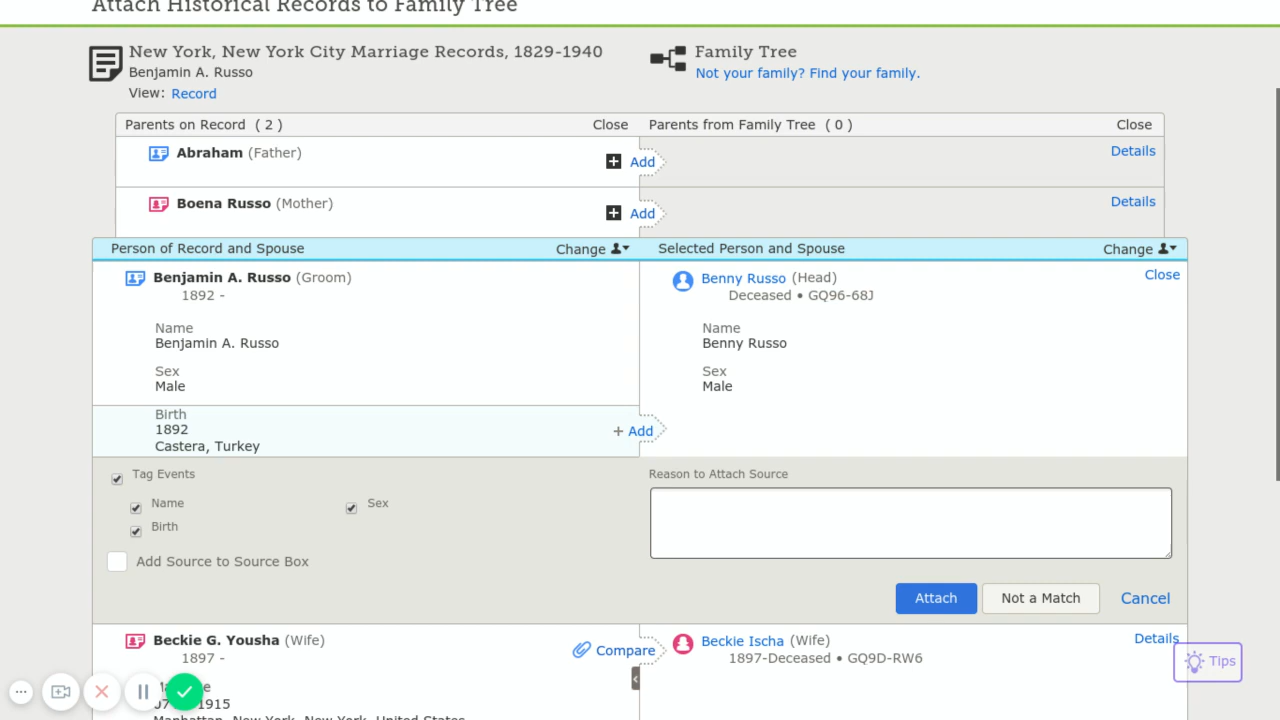 Attach Historical Records to Family Tree
New York, New York City Marriage Records, 1829-1940
Benjamin A. Russo
View: Record
Family Tree
Not your family? Find your family.
Parents on Record ( 2 ) Close Parents from Family Tree ( 0 ) Close
Abraham (Father) Add Details
Boena Russo (Mother) Add Details
Person of Record and Spouse Change Selected Person and Spouse Change
Benjamin A. Russo (Groom)
1892 -
Name
Benjamin A. Russo
Sex
Male
Birth
1892
Castera, Turkey
+ Add
Benny Russo (Head) Close
Deceased • GQ96-68J
Name
Benny Russo
Sex
Male
Tag Events
Name Sex
Birth
Add Source to Source Box
Reason to Attach Source
Attach Not a Match Cancel
Beckie G. Yousha (Wife)
1897 -
Compare
Beckie Ischa (Wife) Details
1897-Deceased • GQ9D-RW6
1915
Manhattan, New York, New York, United States
Tips